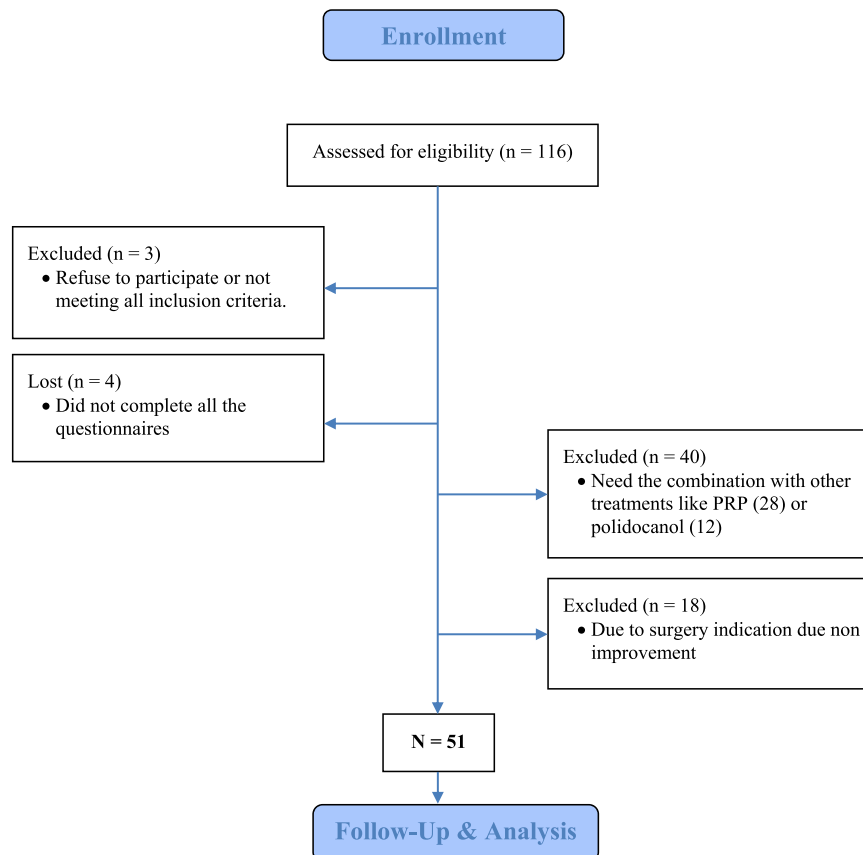 Enrollment
Assessed for eligibility (n = 116)
Excluded (n = 3)
• Refuse to participate or not
meeting all inclusion criteria.
Lost (n = 4)
• Did not complete all the
questionnaires
Excluded (n = 40)
• Need the combination with other
treatments like PRP (28) or
polidocanol (12)
Excluded (n = 18)
• Due to surgery indication due non
improvement
N = 51
Follow-Up & Analysis